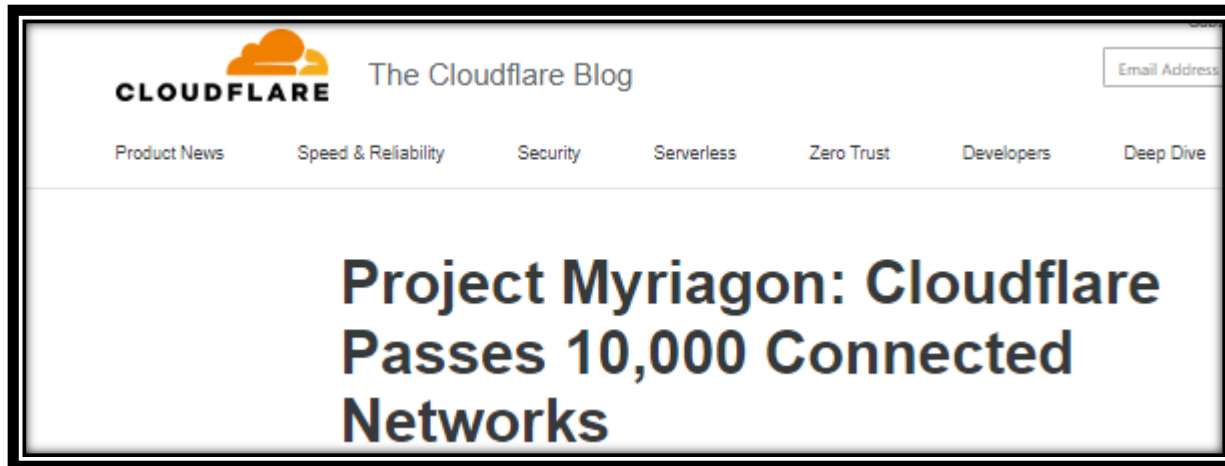 CLOUDFLARE
The Cloudflare Blog
Email Address
Product News Speed & Reliability Security Serverless Zero Trust Developers Deep Dive
Project Myriagon: Cloudflare
Passes 10,000 Connected
Networks